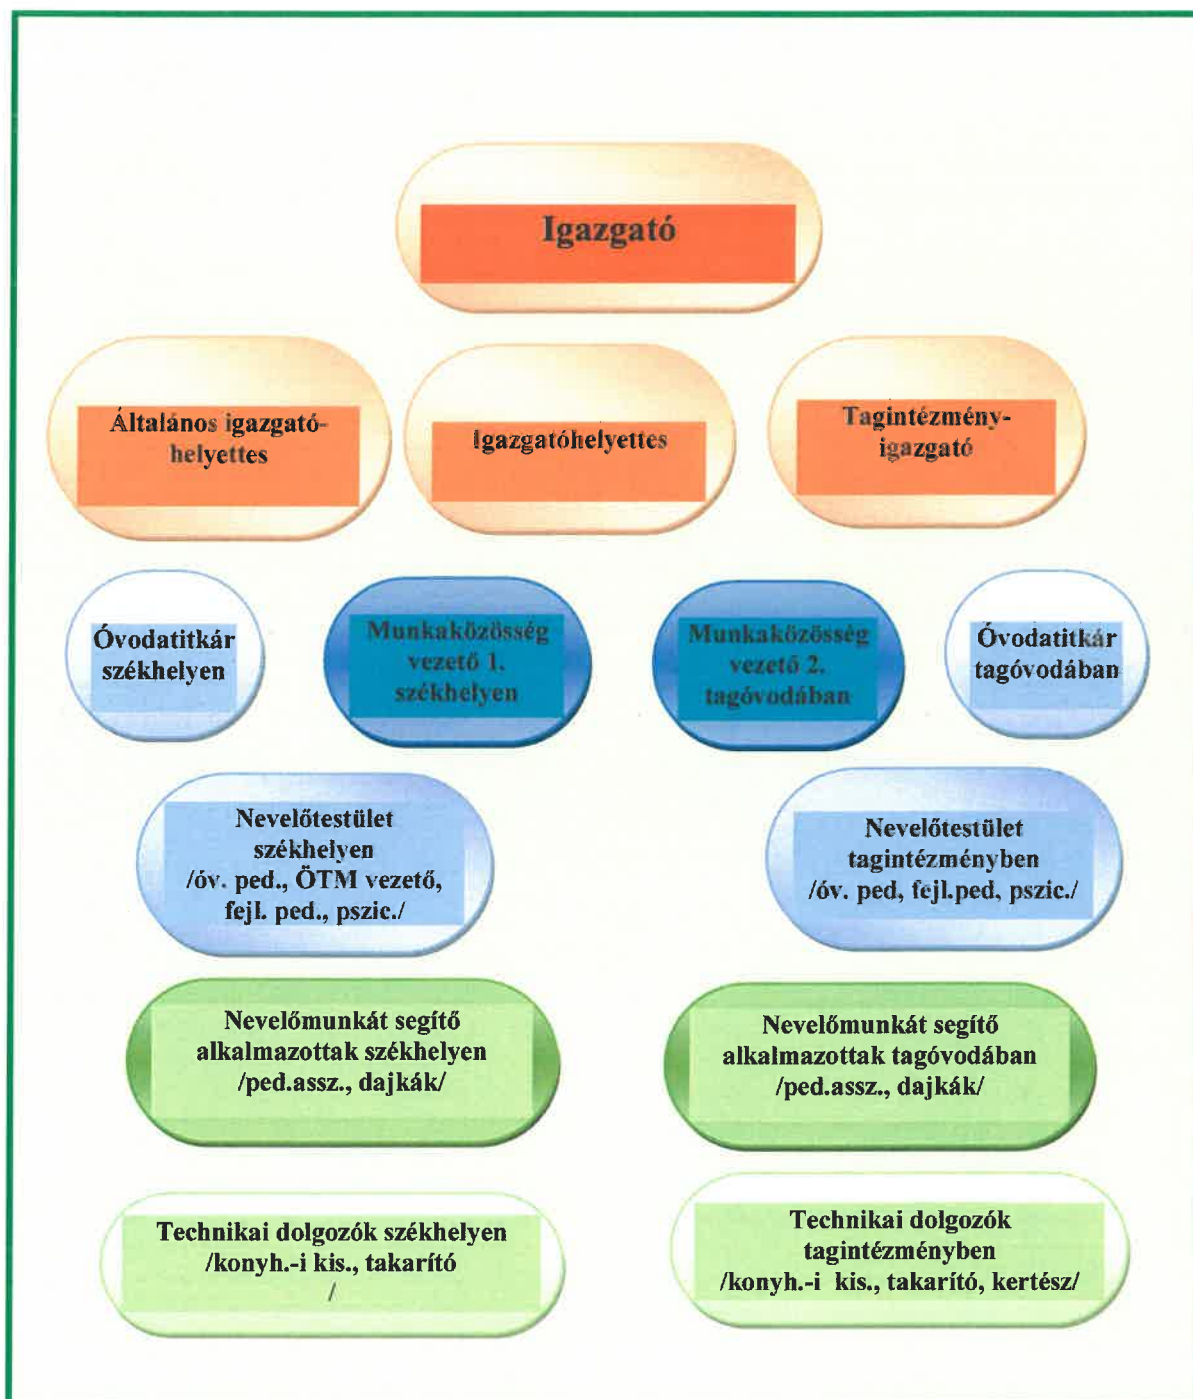 Igazgató
Általános igazgató-
helyettes
Igazgatóhelyettes
Tagintézmény-
igazgató
Óvodatitkár
székhelyen
Munkaközösség
vezető 1.
székhelyen
Munkaközösség
vezető 2.
tagóvodában
Óvodatitkár
tagóvodában
Nevelőtestület
székhelyen
/óv. ped., ÖTM vezető,
fejl. ped., pszic./
Nevelőtestület
tagintézményben
/óv. ped, fejl.ped, pszic./
Nevelőmunkát segítő
alkalmazottak székhelyen
/ped.assz., dajkák/
Nevelőmunkát segítő
alkalmazottak tagóvodában
/ped.assz., dajkák/
Technikai dolgozók székhelyen
/konyh.-i kis., takarító
/
Technikai dolgozók
tagintézményben
/konyh.-i kis., takarító, kertész/